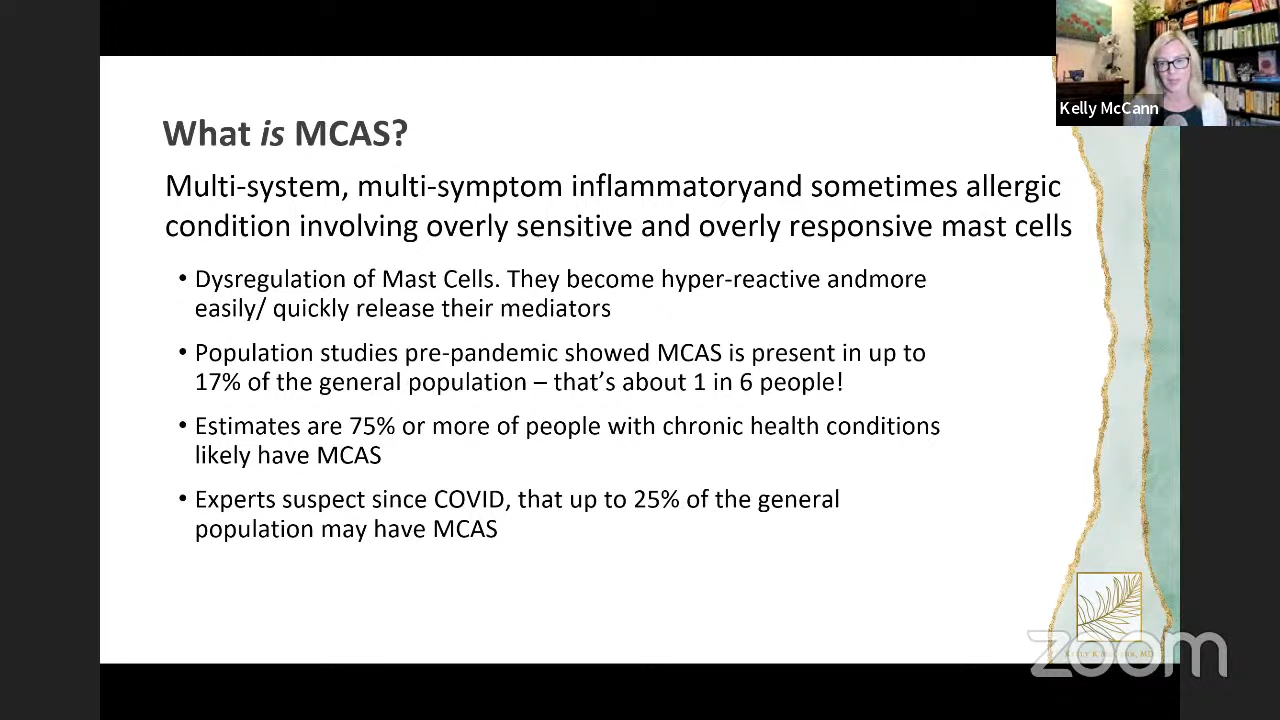 Kelly McCann
What is MCAS?
Multi-system, multi-symptom inflammatoryand sometimes allergic
condition involving overly sensitive and overly responsive mast cells
• Dysregulation of Mast Cells. They become hyper-reactive andmore
easily/ quickly release their mediators
• Population studies pre-pandemic showed MCAS is present in up to
17% of the general population – that’s about 1 in 6 people!
• Estimates are 75% or more of people with chronic health conditions
likely have MCAS
• Experts suspect since COVID, that up to 25% of the general
population may have MCAS
zoom